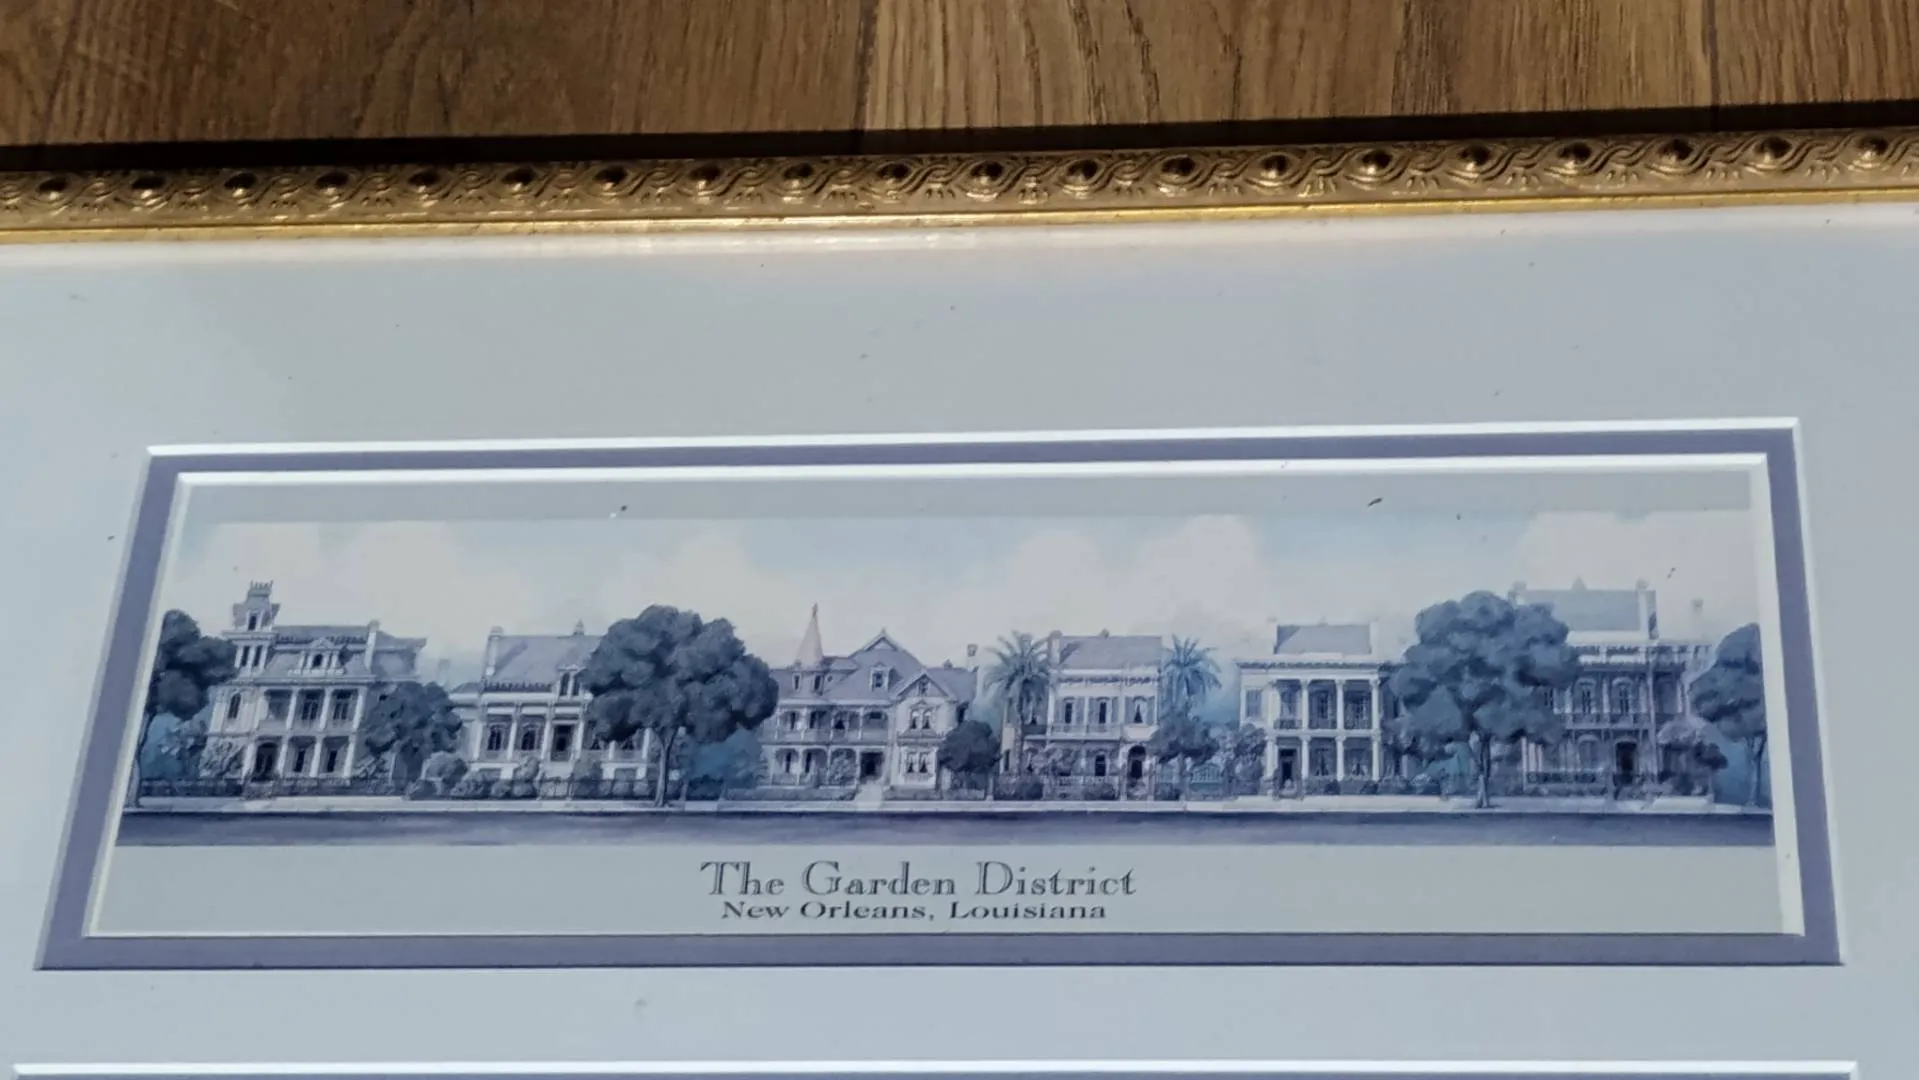 The Garden District
New Orleans, Louisiana